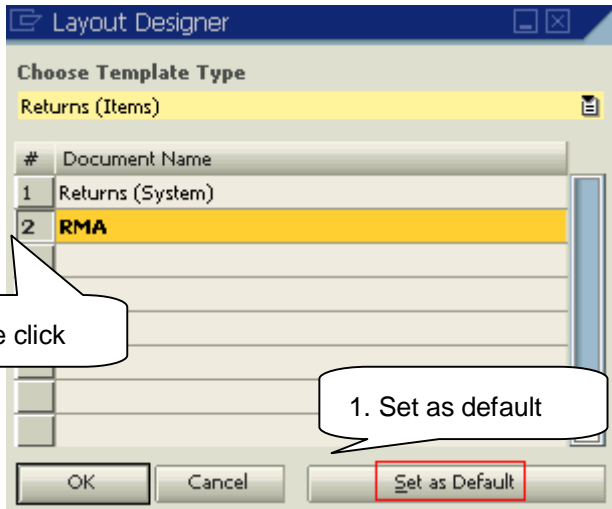 Layout Designer
Choose Template Type
Returns (Items)
# Document Name
1 Returns (System)
2 RMA
click
1. Set as default
OK Cancel Set as Default